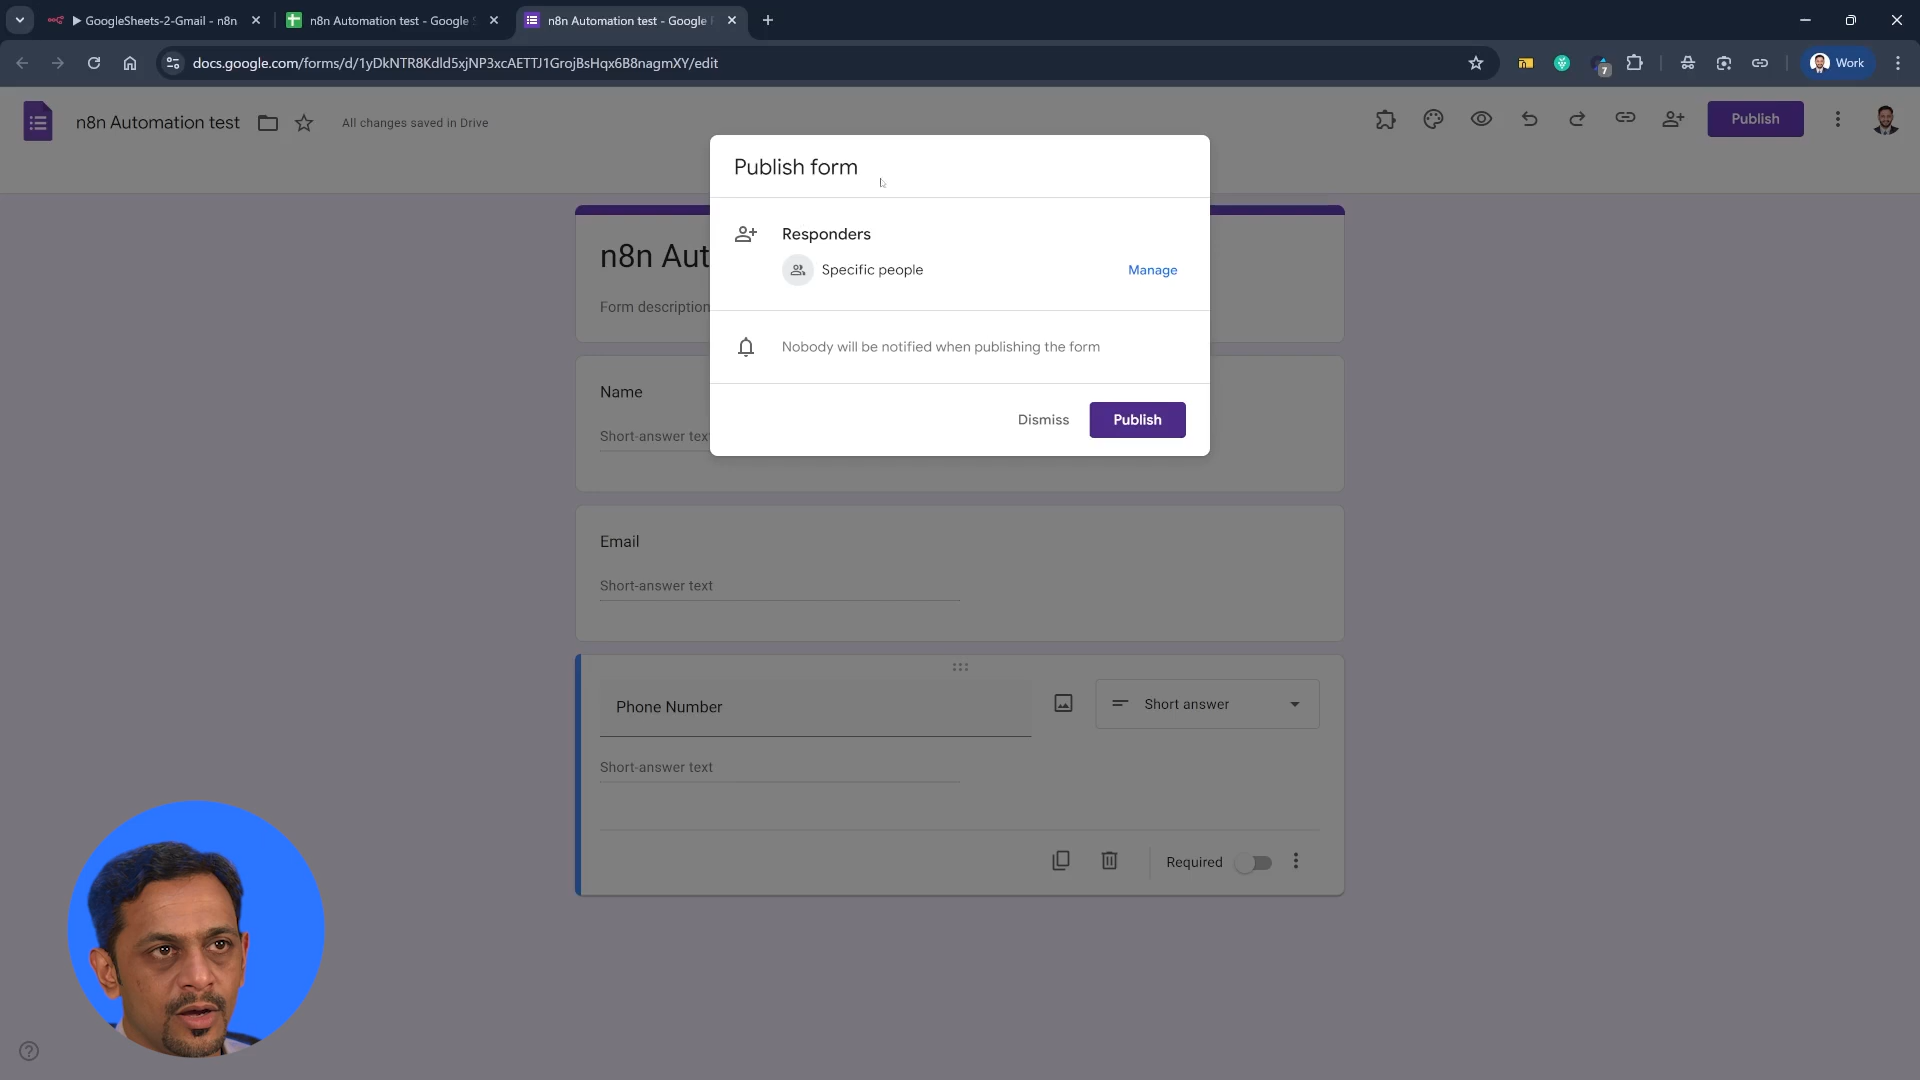 GoogleSheets-2-Gmail - n8n
n8n Automation test - Google S
n8n Automation test - Google F
docs.google.com/forms/d/1yDkNTR8Kdld5xjNP3xcAETTJ1GrojBsHqx6B8nagmXY/edit
7
Work
n8n Automation test
All changes saved in Drive
Publish
Publish form
Responders
Specific people
Manage
Nobody will be notified when publishing the form
Dismiss
Publish
n8n Aut
Form description
Name
Short-answer tex
Email
Short-answer text
Phone Number
Short answer
Short-answer text
Required